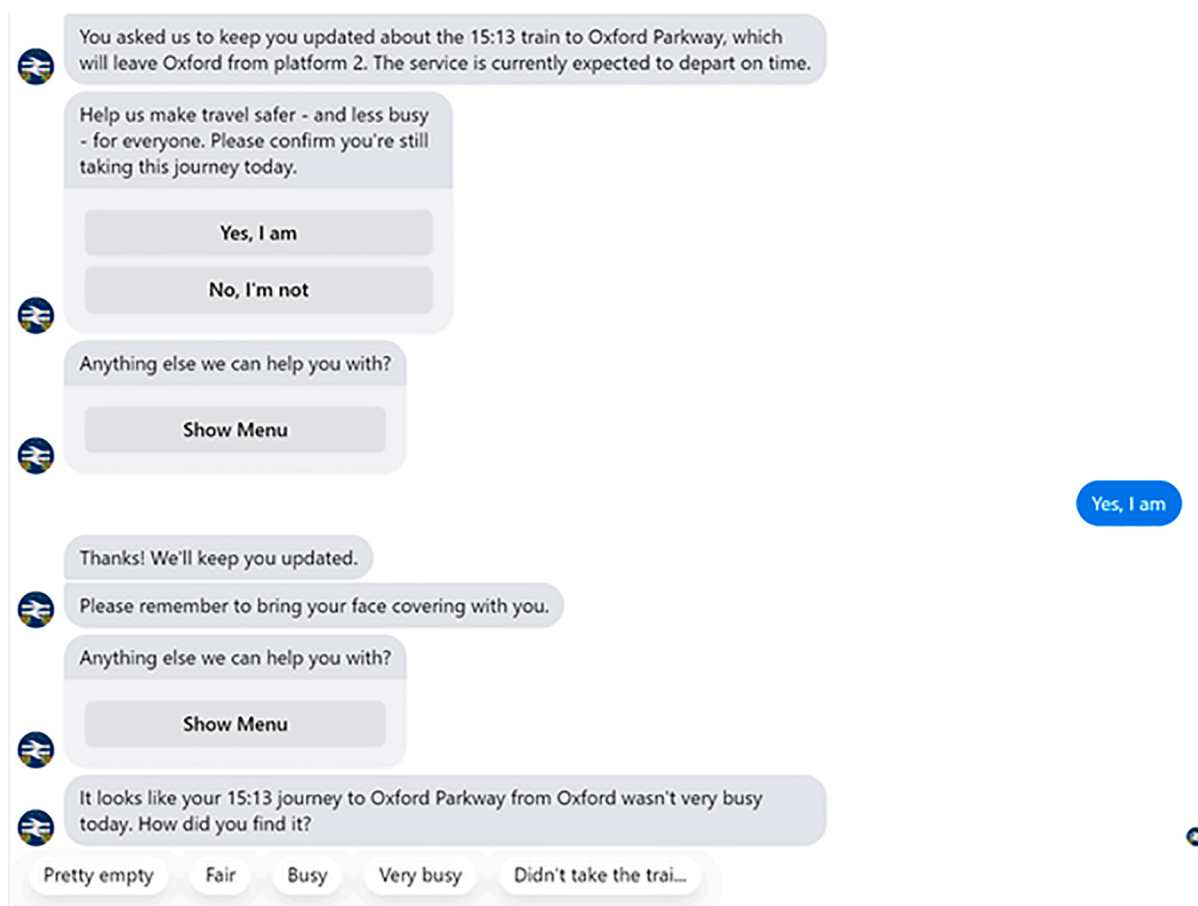 You asked us to keep you updated about the 15:13 train to Oxford Parkway, which
will leave Oxford from platform 2. The service is currently expected to depart on time.
Help us make travel safer - and less busy
- for everyone. Please confirm you're still
taking this journey today.
Yes, I am
No, I'm not
Anything else we can help you with?
Show Menu
Yes, I am
Thanks! We'll keep you updated.
Please remember to bring your face covering with you.
Anything else we can help you with?
Show Menu
It looks like your 15:13 journey to Oxford Parkway from Oxford wasn't very busy
today. How did you find it?
Pretty empty Fair Busy Very busy Didn't take the trai...